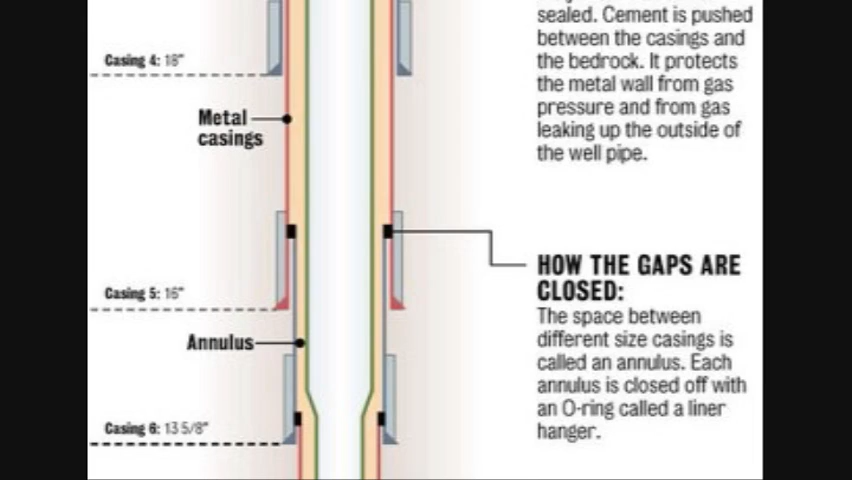 sealed. Cement is pushed
between the casings and
the bedrock. It protects
the metal wall from gas
pressure and from gas
leaking up the outside of
the well pipe.
Casing 4: 18"
Metal
casings
HOW THE GAPS ARE
CLOSED:
The space between
different size casings is
called an annulus. Each
annulus is closed off with
an O-ring called a liner
hanger.
Casing 5: 16"
Annulus
Casing 6: 13 5/8"